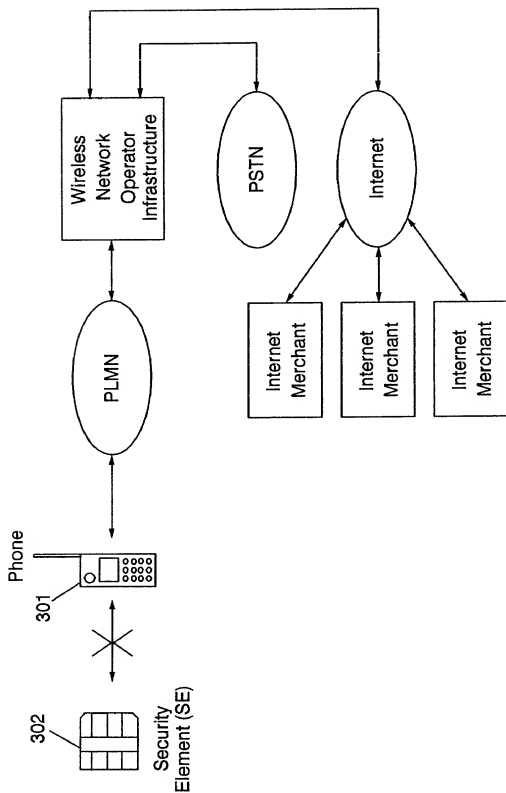 302
Security
Element (SE)
Phone
301
PLMN
Wireless
Network
Operator
Infrastructure
PSTN
Internet
Internet
Merchant
Internet
Merchant
Internet
Merchant